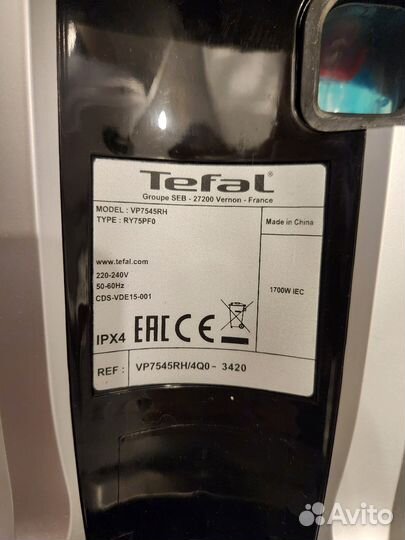 Tefal®
Groupe SEB - 27200 Vernon - France
MODEL : VP7545RH
TYPE : RY75PF0
Made in China
www.tefal.com
220-240V
50-60Hz
CDS-VDE15-001
1700W IEC
IPX4 EAC CE
REF : VP7545RH/4Q0 - 3420
Avito